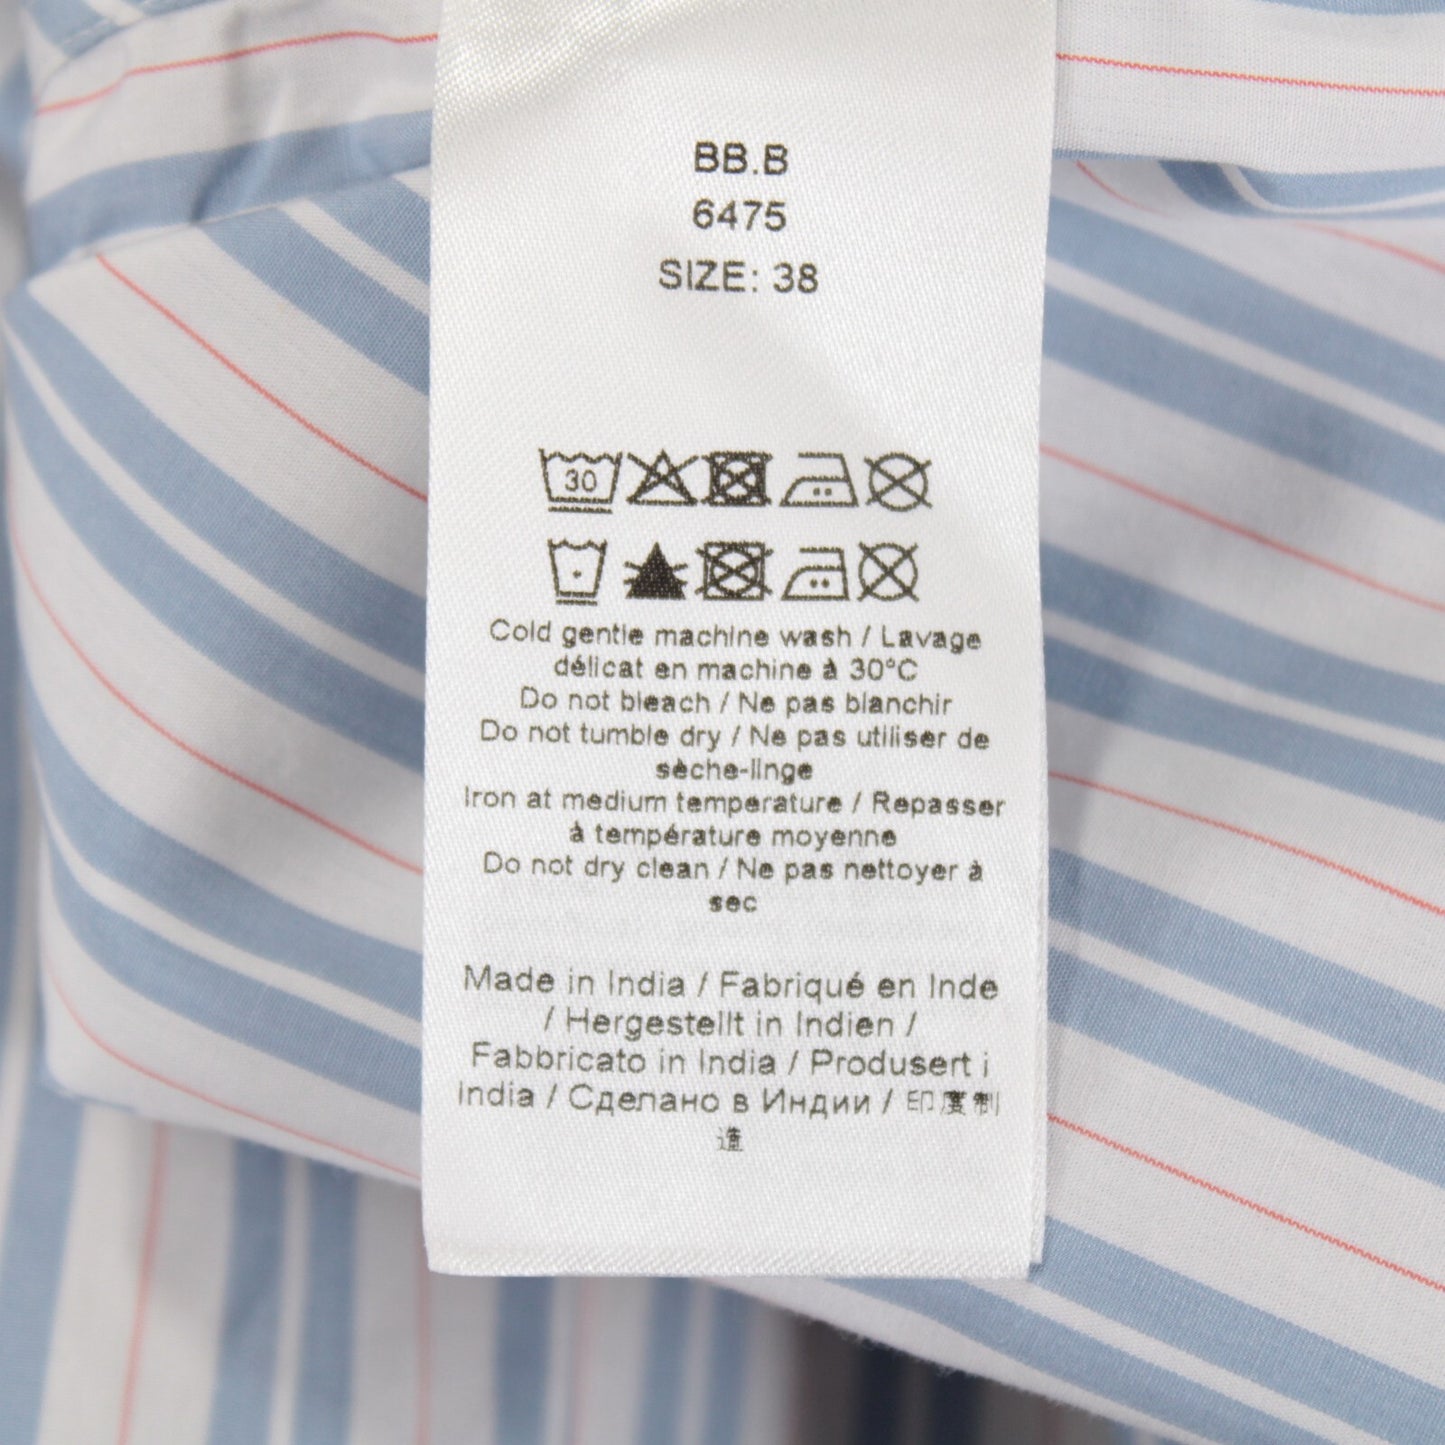 BB.B
6475
SIZE: 38
30
Cold gentle machine wash / Lavage
délicat en machine à 30°C
Do not bleach / Ne pas blanchir
Do not tumble dry / Ne pas utiliser de
sèche-linge
Iron at medium temperature / Repasser
à température moyenne
Do not dry clean / Ne pas nettoyer à
sec
Made in India / Fabriqué en Inde
/ Hergestellt in Indien /
Fabbricato in India / Produsert i
India / Сделано в Индии / 印度制
造